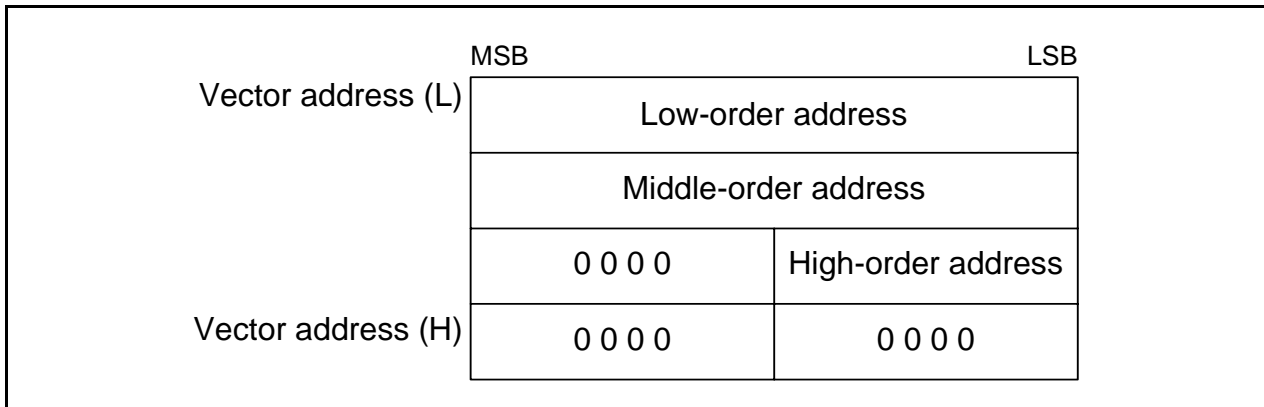 MSB LSB
Vector address (L) Low-order address
Middle-order address
0 0 0 0 High-order address
Vector address (H) 0 0 0 0 0 0 0 0